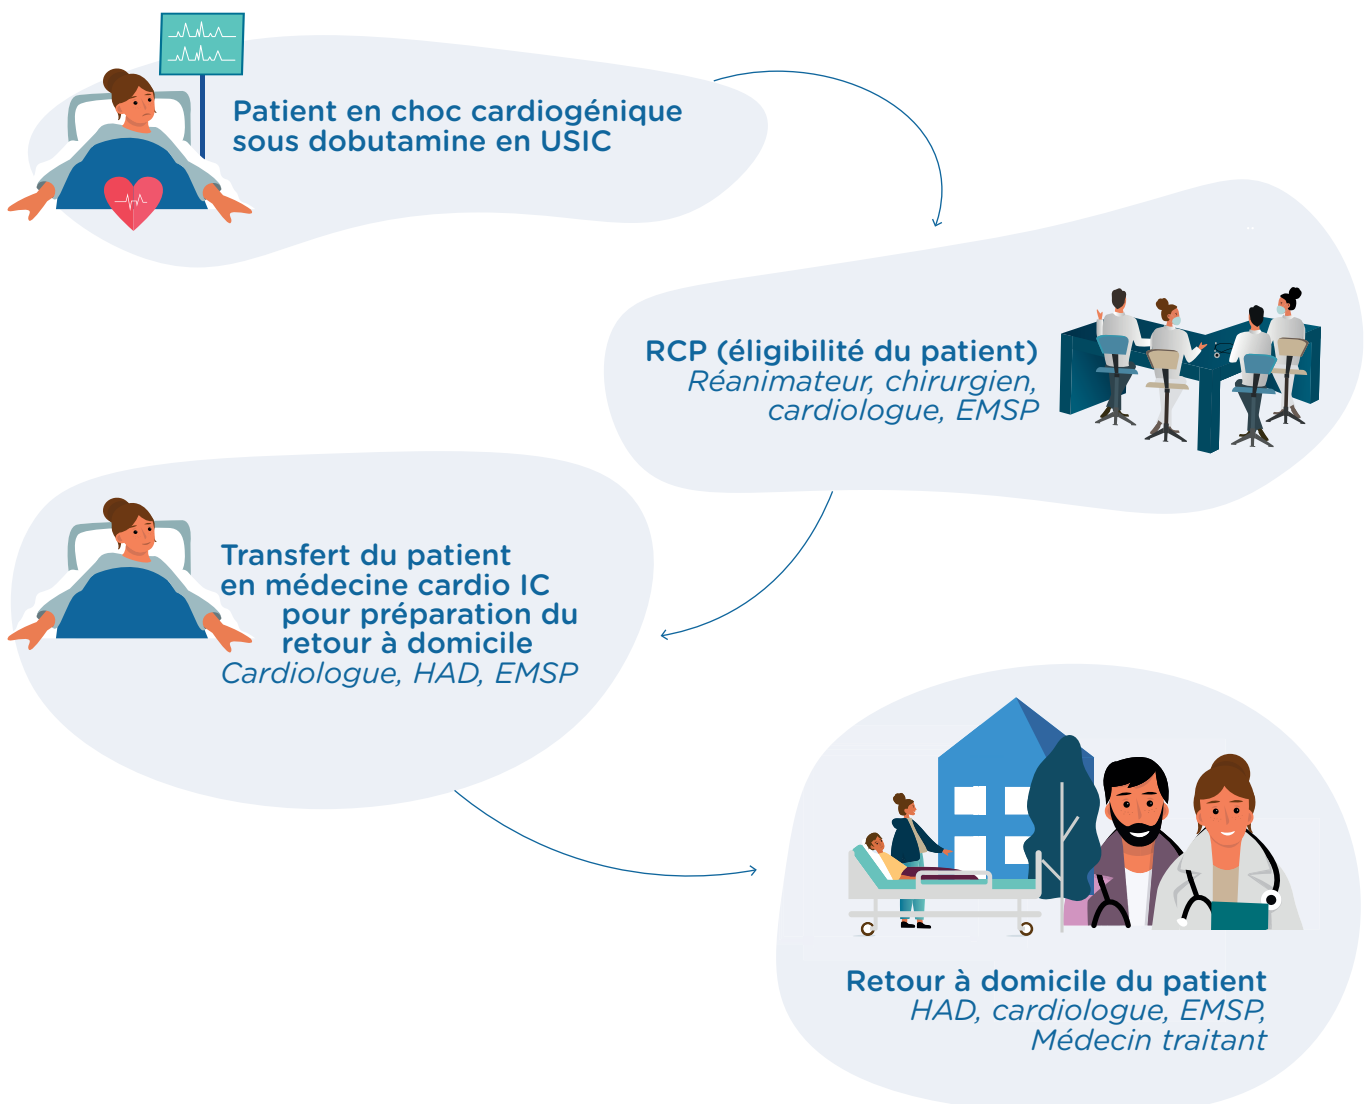 Patient en choc cardiogénique
sous dobutamine en USIC
RCP (éligibilité du patient)
Réanimateur, chirurgien,
cardiologue, EMSP
Transfert du patient
en médecine cardio IC
pour préparation du
retour à domicile
Cardiologue, HAD, EMSP
Retour à domicile du patient
HAD, cardiologue, EMSP,
Médecin traitant